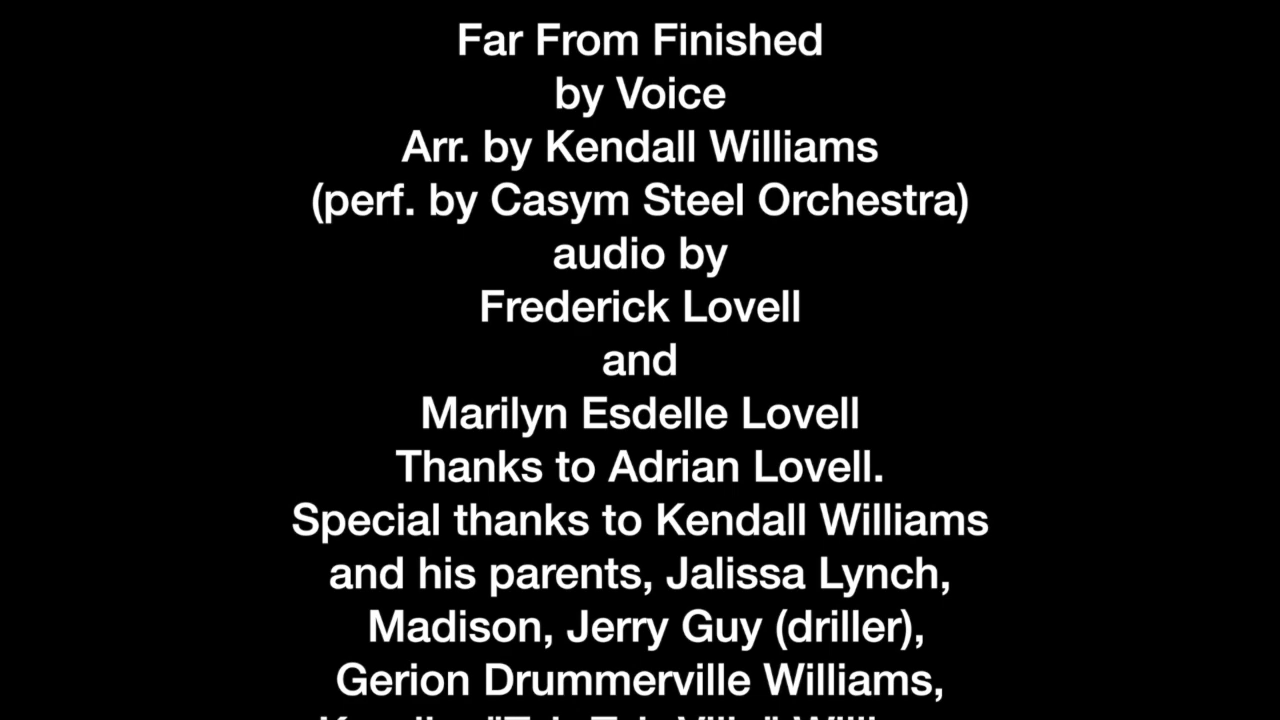 Far From Finished
by Voice
Arr. by Kendall Williams
(perf. by Casym Steel Orchestra)
audio by
Frederick Lovell
and
Marilyn Esdelle Lovell
Thanks to Adrian Lovell.
Special thanks to Kendall Williams
and his parents, Jalissa Lynch,
Madison, Jerry Guy (driller),
Gerion Drummerville Williams,